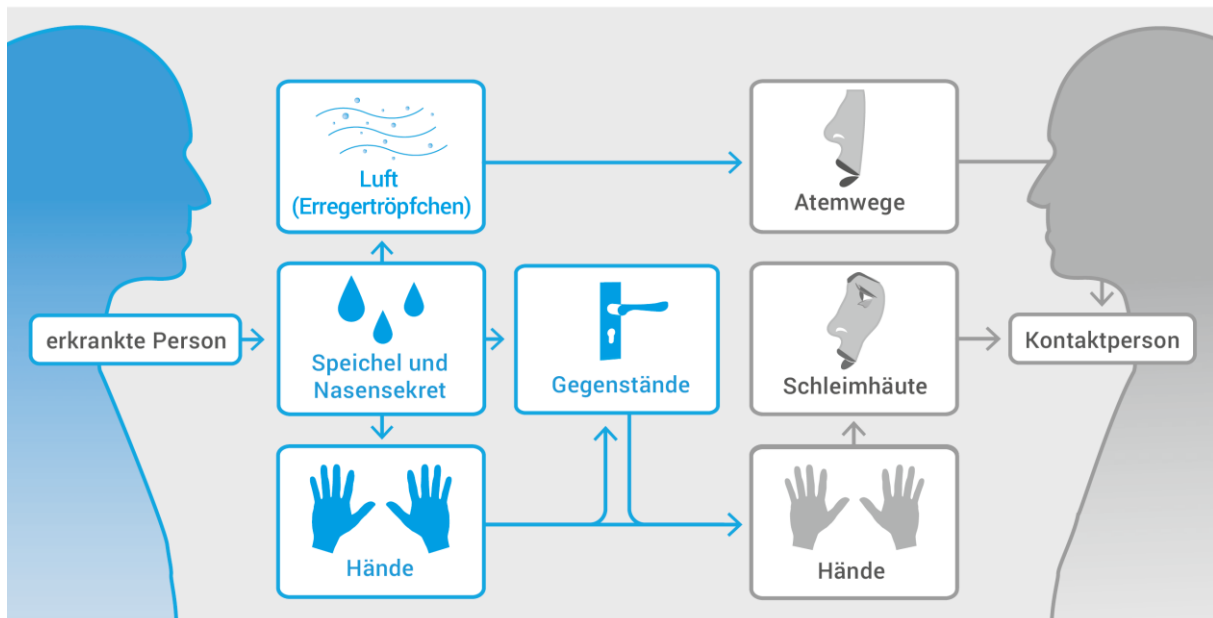 Luft
(Erregertröpfchen)
Atemwege
erkrankte Person
Speichel und
Nasensekret
Gegenstände
Schleimhäute
Kontaktperson
Hände
Hände